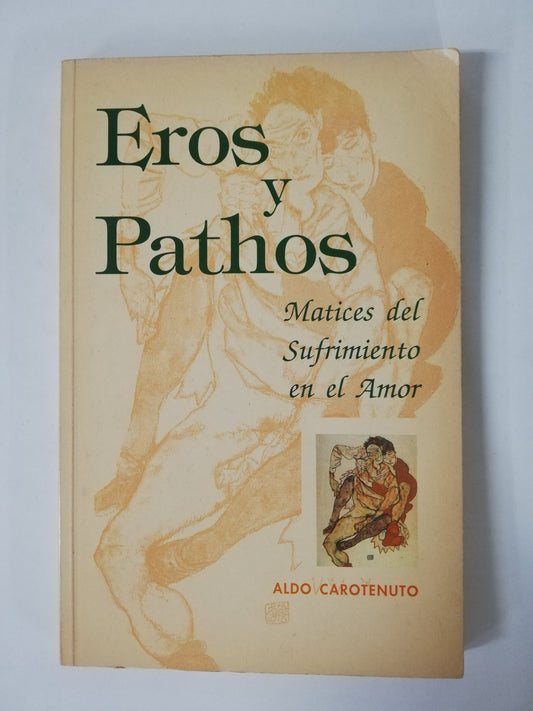 Eros
y
Pathos
Matices del
Sufrimiento
en el Amor
ALDO CAROTENUTO